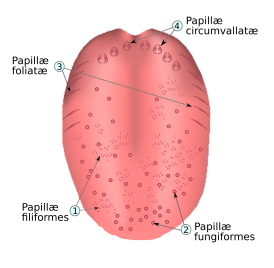 4 Papillæ
circumvallatæ
Papillæ
3
foliatæ
Papillæ
filiformes
1
2 Papillæ
fungiformes